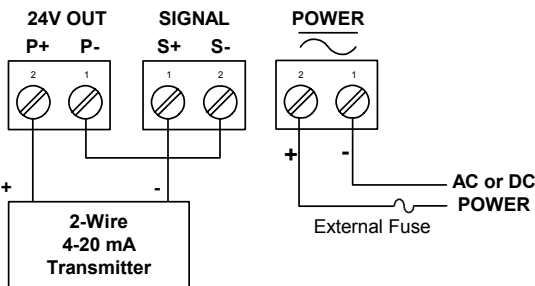 24V OUT SIGNAL POWER
P+ P- S+ S-
2 1 1 2 2 1
+ -
+ - AC or DC
2-Wire POWER
4-20 mA External Fuse
Transmitter